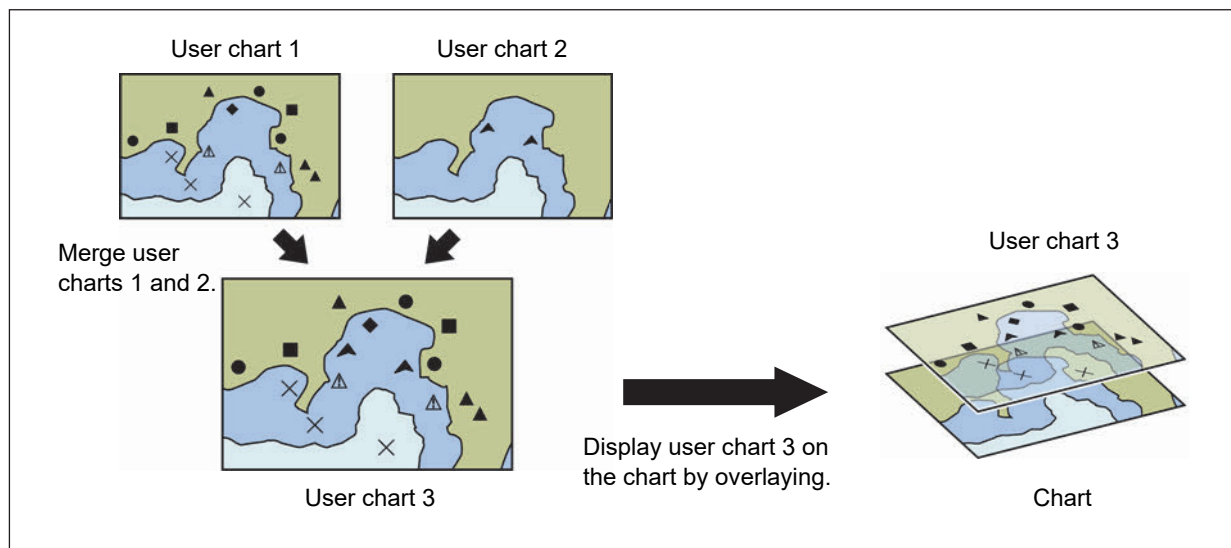 User chart 1
User chart 2
Merge user
charts 1 and 2.
User chart 3
Display user chart 3 on
the chart by overlaying.
User chart 3
Chart